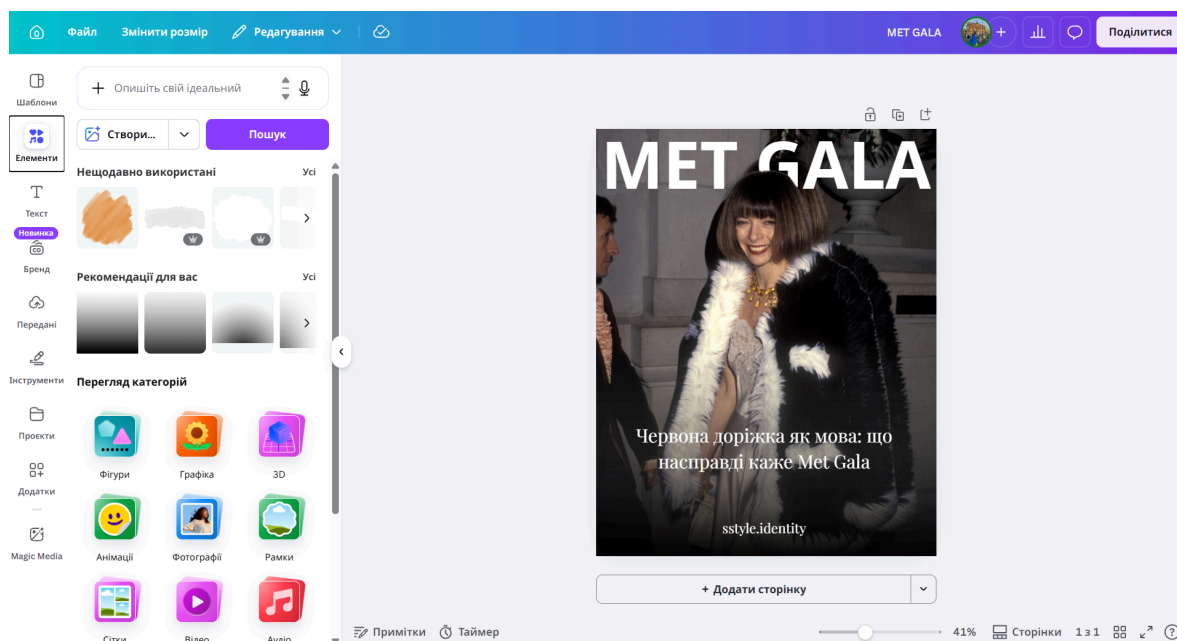 Файл
Змінити розмір
Редагування
MET GALA
Поділитися
Шаблони
Елементи
Текст
Новинка
Бренд
Передані
Інструменти
Проєкти
Додатки
Magic Media
Опишіть свій ідеальний
Створи...
Пошук
Нещодавно використані
Усі
Рекомендації для вас
Усі
Перегляд категорій
Фігури
Графіка
3D
Анімації
Фотографії
Рамки
Сітки
Відео
Аудіо
MET GALA
Червона доріжка як мова: що
насправді каже Met Gala
sstyle.identity
+ Додати сторінку
Примітки
Таймер
41%
Сторінки
1 з 1